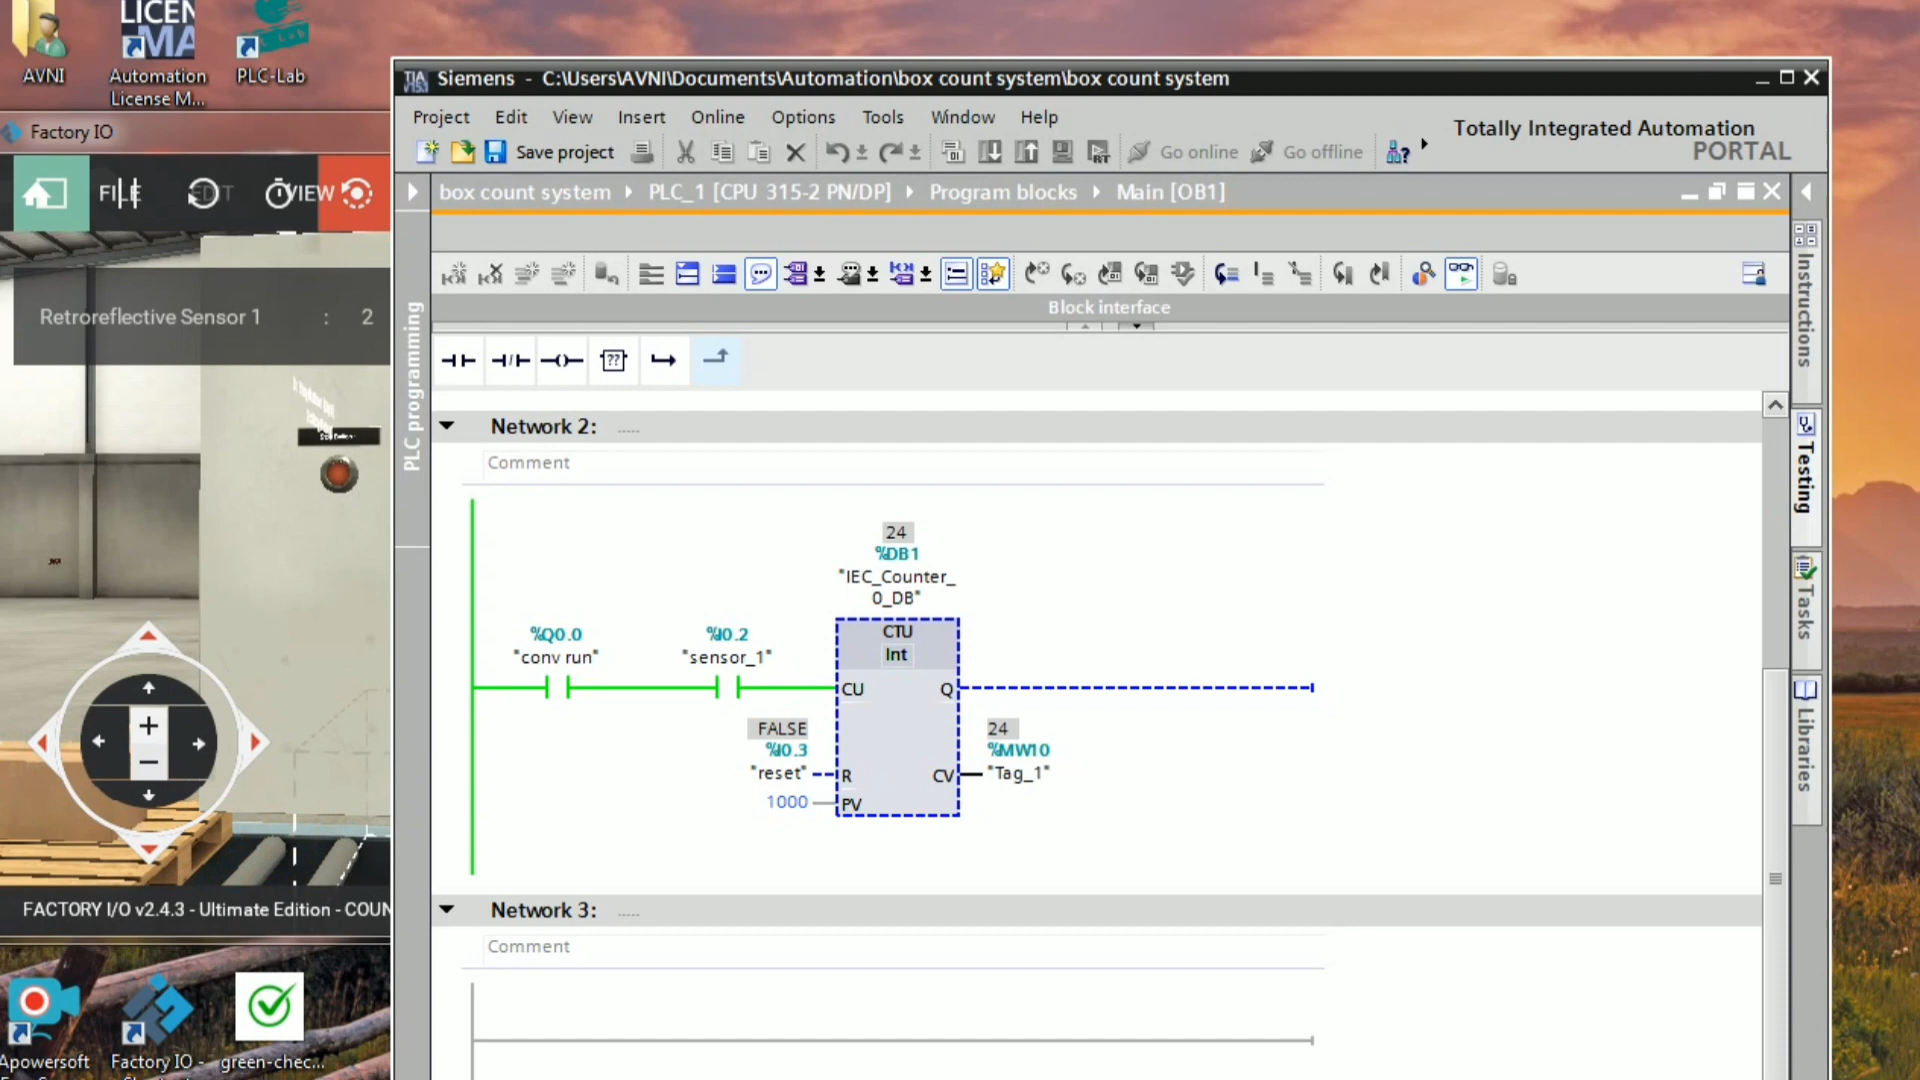 LICEN
MA
AVNI
Automation
License M...
PLC-Lab
Factory IO
FILE
EDIT
VIEW
Retroreflective Sensor 1 : 2
FACTORY I/O v2.4.3 - Ultimate Edition - COUN
Apowersoft
Factory IO -
green-chec...
Siemens - C:\Users\AVNI\Documents\Automation\box count system\box count system
Project Edit View Insert Online Options Tools Window Help
Totally Integrated Automation
PORTAL
Save project
Go online
Go offline
box count system PLC_1 [CPU 315-2 PN/DP] Program blocks Main [OB1]
Block interface
??
PLC programming
Network 2: .....
Comment
24
%DB1
"IEC_Counter_
0_DB"
%Q0.0
"conv run"
%I0.2
"sensor_1"
CTU
Int
CU Q
FALSE
%I0.3
"reset"
R
1000
PV
24
%MW10
CV "Tag_1"
Network 3: .....
Comment
Instructions
Testing
Tasks
Libraries